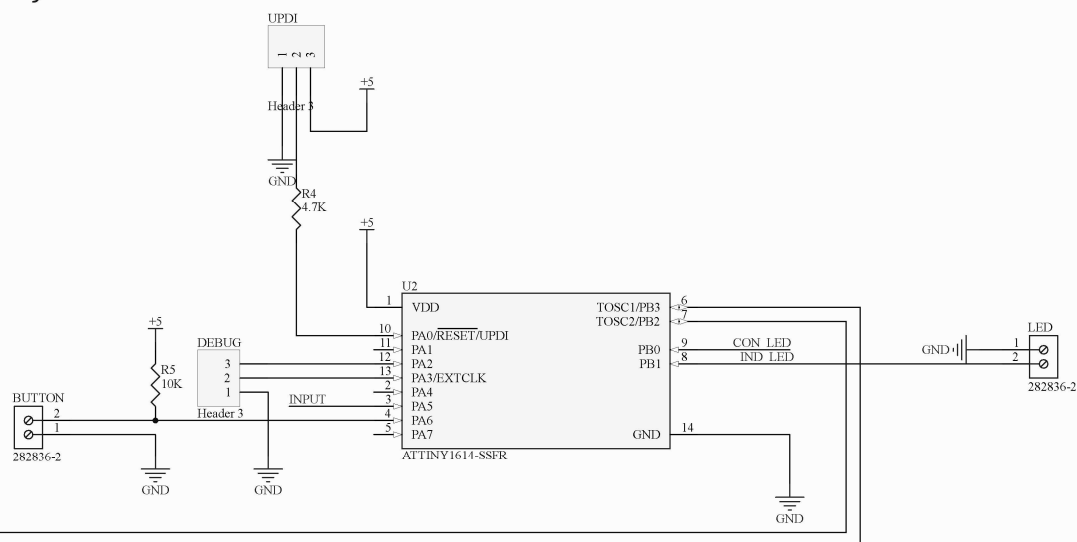 UPDI
1 2 3
Header 3
+5
GND
R4
4.7K
+5
U2
1 VDD
10 PA0/RESET/UPDI
11 PA1
12 PA2
13 PA3/EXTCLK
2 PA4
3 PA5
4 PA6
5 PA7
TOSC1/PB3 6
TOSC2/PB2 7
PB0 9
PB1 8
GND 14
ATTINY1614-SSFR
CON LED
IND LED
GND
LED
1
2
282836-2
GND
+5
R5
10K
DEBUG
3
2
1
Header 3
INPUT
BUTTON
2
1
282836-2
GND
GND